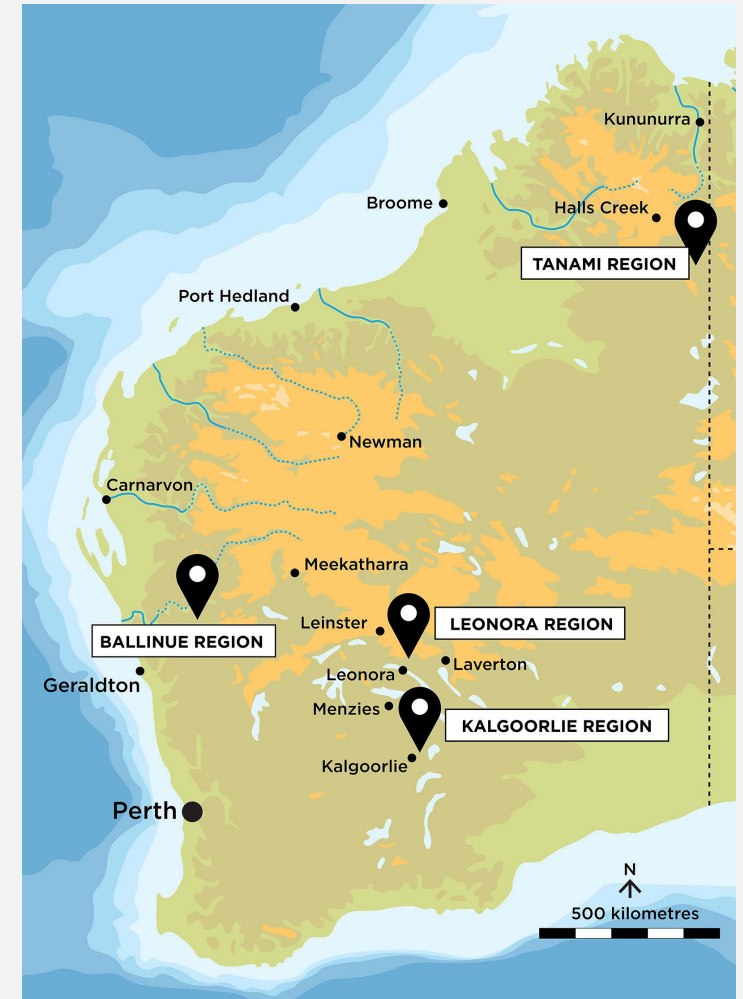 Kununurra
Broome
Halls Creek
TANAMI REGION
Port Hedland
Newman
Carnarvon
Meekatharra
Leinster
LEONORA REGION
BALLINUE REGION
Laverton
Leonora
Geraldton
Menzies
KALGOORLIE REGION
Kalgoorlie
Perth
N
500 kilometres